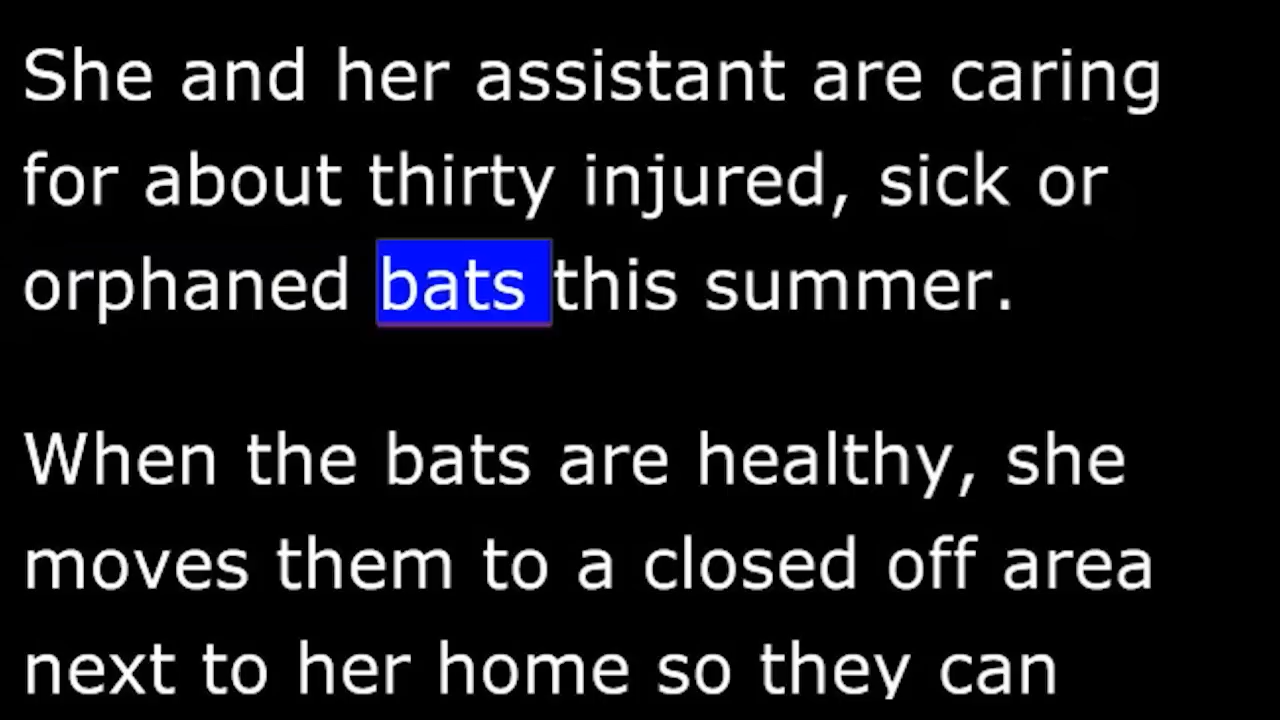 She and her assistant are caring
for about thirty injured, sick or
orphaned bats this summer.
When the bats are healthy, she
moves them to a closed off area
next to her home so they can